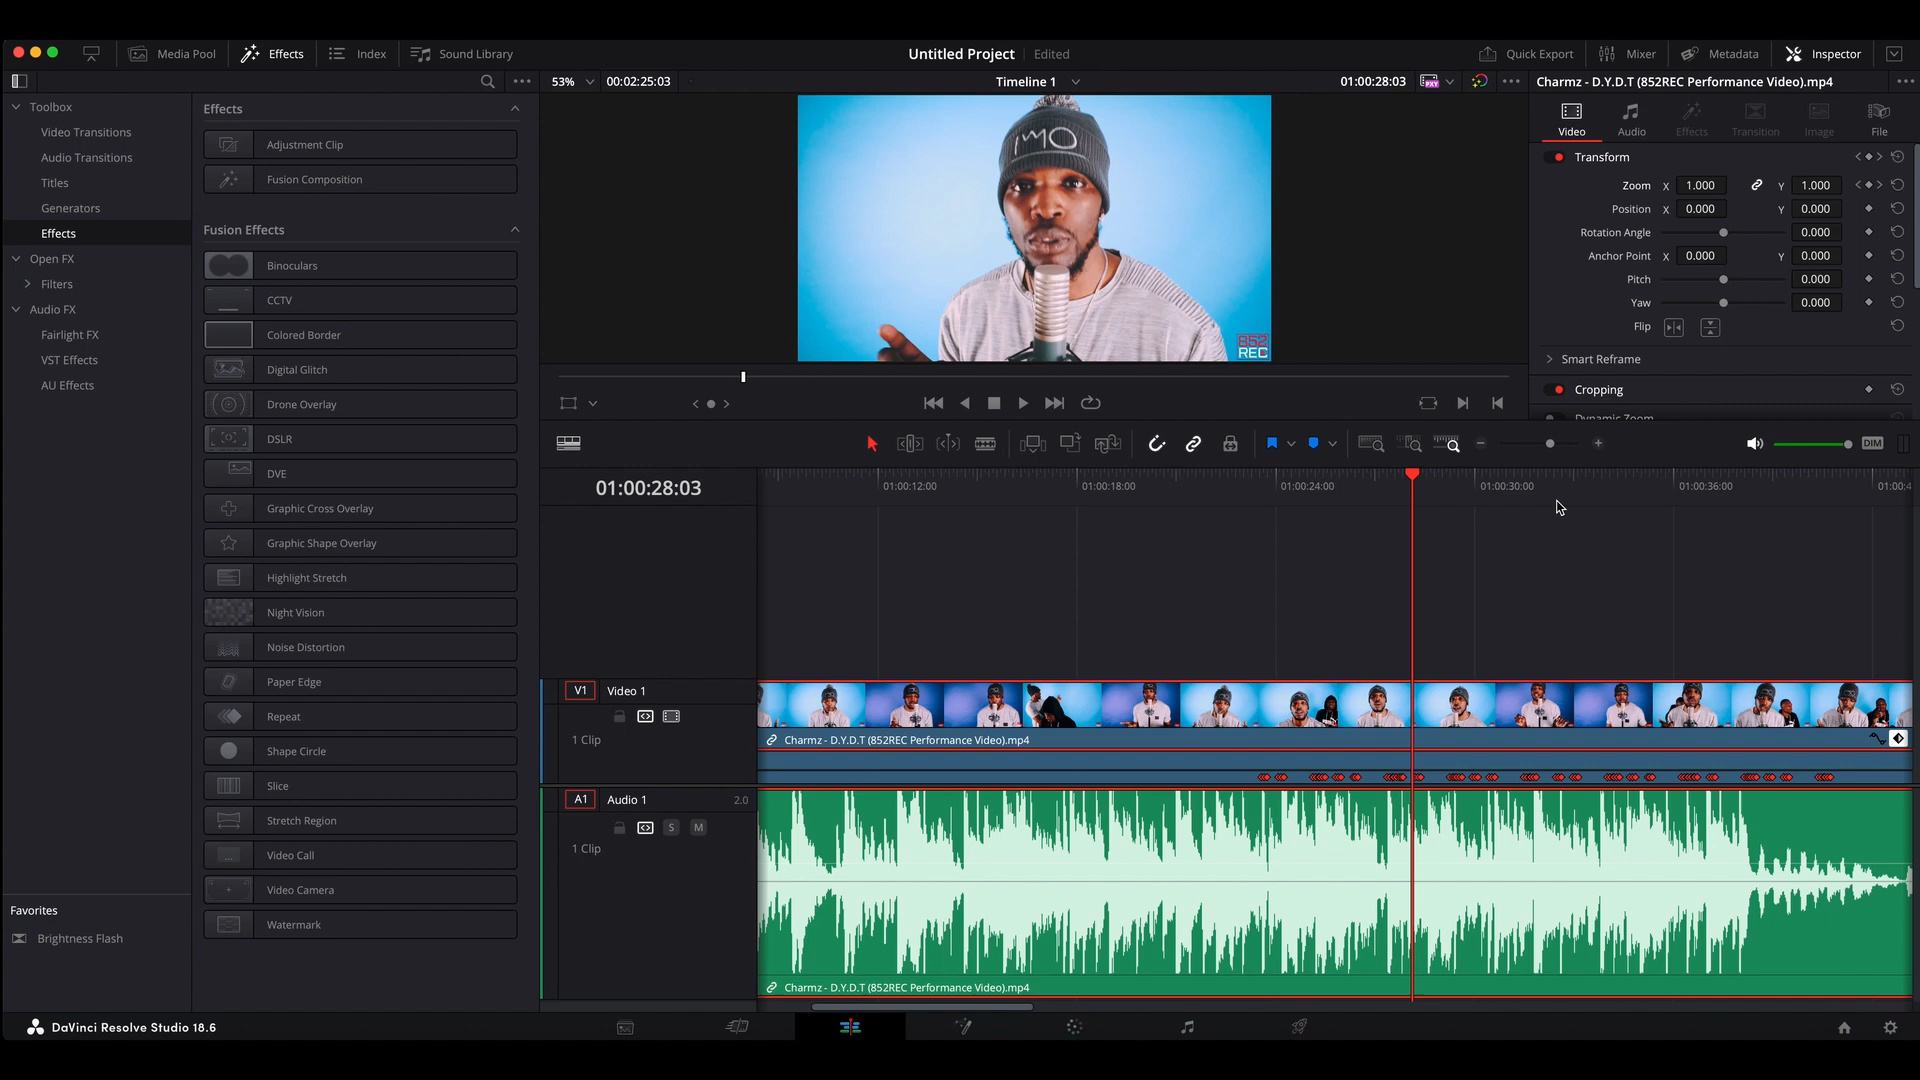 Media Pool
Effects
Index
Sound Library
Untitled Project
Edited
Quick Export
Mixer
Metadata
Inspector
53%
00:02:25:03
Timeline 1
01:00:28:03
PXY
Charmz - D.Y.D.T (852REC Performance Video).mp4
Toolbox
Video Transitions
Audio Transitions
Titles
Generators
Effects
Open FX
Filters
Audio FX
Fairlight FX
VST Effects
AU Effects
Favorites
Brightness Flash
Effects
Adjustment Clip
Fusion Composition
Fusion Effects
Binoculars
CCTV
Colored Border
Digital Glitch
Drone Overlay
DSLR
DVE
Graphic Cross Overlay
Graphic Shape Overlay
Highlight Stretch
Night Vision
Noise Distortion
Paper Edge
Repeat
Shape Circle
Slice
Stretch Region
Video Call
Video Camera
Watermark
852
REC
Video
Audio
Effects
Transition
Image
File
Transform
Zoom X 1.000 Y 1.000
Position X 0.000 Y 0.000
Rotation Angle 0.000
Anchor Point X 0.000 Y 0.000
Pitch 0.000
Yaw 0.000
Flip
Smart Reframe
Cropping
Dynamic Zoom
DIM
01:00:28:03
01:00:12:00
01:00:18:00
01:00:24:00
01:00:30:00
01:00:36:00
01:00:4
V1 Video 1
1 Clip
Charmz - D.Y.D.T (852REC Performance Video).mp4
A1 Audio 1 2.0
S M
1 Clip
Charmz - D.Y.D.T (852REC Performance Video).mp4
DaVinci Resolve Studio 18.6